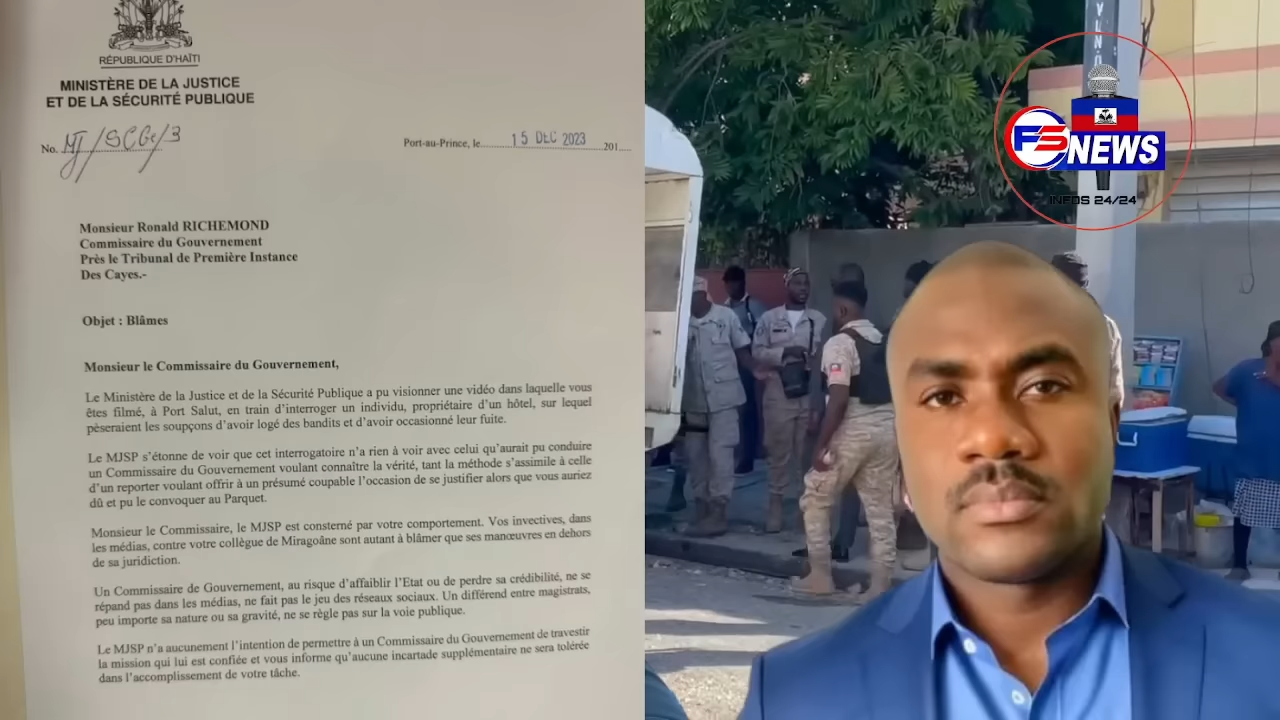 RÉPUBLIQUE D'HAÏTI
MINISTÈRE DE LA JUSTICE
ET DE LA SÉCURITÉ PUBLIQUE
No. MJ/SCGe/3
Port-au-Prince, le 15 DEC 2023 201
Monsieur Ronald RICHEMOND
Commissaire du Gouvernement
Près le Tribunal de Première Instance
Des Cayes.-
Objet : Blâmes
Monsieur le Commissaire du Gouvernement,
Le Ministère de la Justice et de la Sécurité Publique a pu visionner une vidéo dans laquelle vous
êtes filmé, à Port Salut, en train d'interroger un individu, propriétaire d'un hôtel, sur lequel
pèseraient les soupçons d'avoir logé des bandits et d'avoir occasionné leur fuite.
Le MJSP s'étonne de voir que cet interrogatoire n'a rien à voir avec celui qu'aurait pu conduire
un Commissaire du Gouvernement voulant connaître la vérité, tant la méthode s'assimile à celle
d'un reporter voulant offrir à un présumé coupable l'occasion de se justifier alors que vous auriez
dû et pu le convoquer au Parquet.
Monsieur le Commissaire, le MJSP est consterné par votre comportement. Vos invectives, dans
les médias, contre votre collègue de Miragoâne sont autant à blâmer que ses manœuvres en dehors
de sa juridiction.
Un Commissaire de Gouvernement, au risque d'affaiblir l'Etat ou de perdre sa crédibilité, ne se
répand pas dans les médias, ne fait pas le jeu des réseaux sociaux. Un différend entre magistrats,
peu importe sa nature ou sa gravité, ne se règle pas sur la voie publique.
Le MJSP n'a aucunement l'intention de permettre à un Commissaire du Gouvernement de travestir
la mission qui lui est confiée et vous informe qu'aucune incartade supplémentaire ne sera tolérée
dans l'accomplissement de votre tâche.
FS NEWS
INFOS 24/24